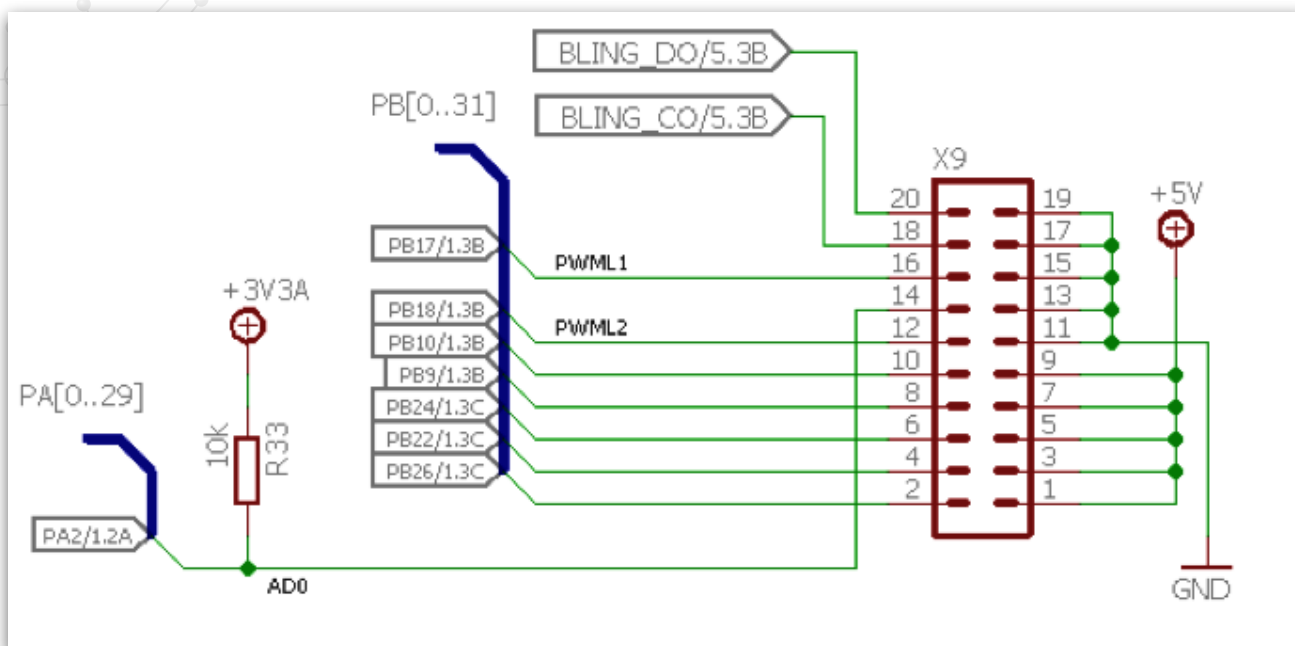 BLING_DO/5.3B
PB[0..31]
BLING_CO/5.3B
X9
+5V
20 19
18 17
PB17/1.3B
PWML1
16 15
+3V3A
14 13
PB18/1.3B
PWML2
12 11
PB10/1.3B
10 9
PB9/1.3B
8 7
PA[0..29]
PB24/1.3C
6 5
10k
R33
PB22/1.3C
4 3
PB26/1.3C
2 1
PA2/1.2A
AD0
GND